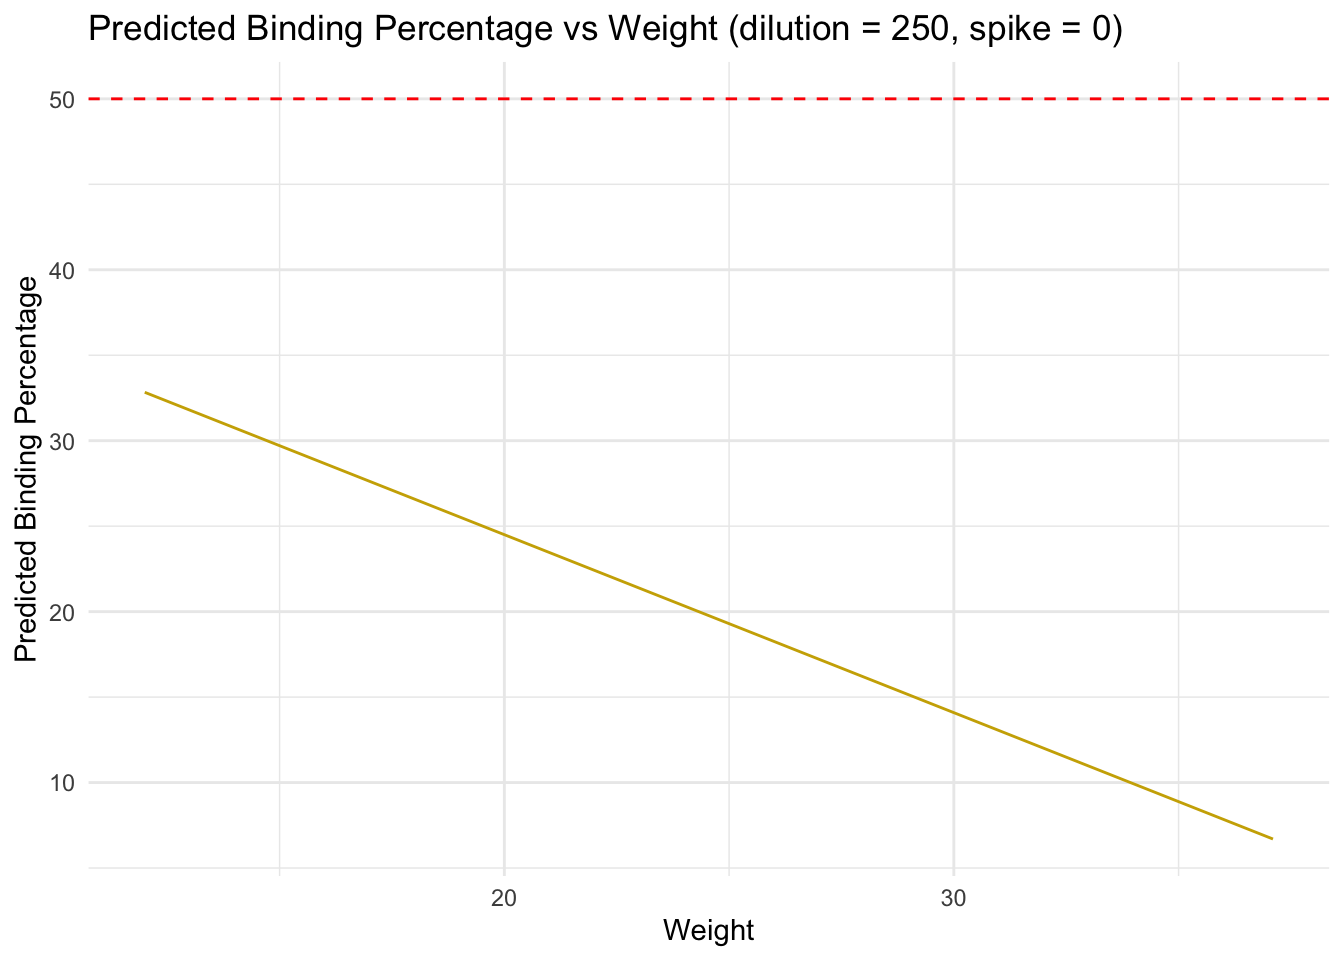 Predicted Binding Percentage vs Weight (dilution = 250, spike = 0)
Predicted Binding Percentage
50
40
30
20
10
20 30
Weight